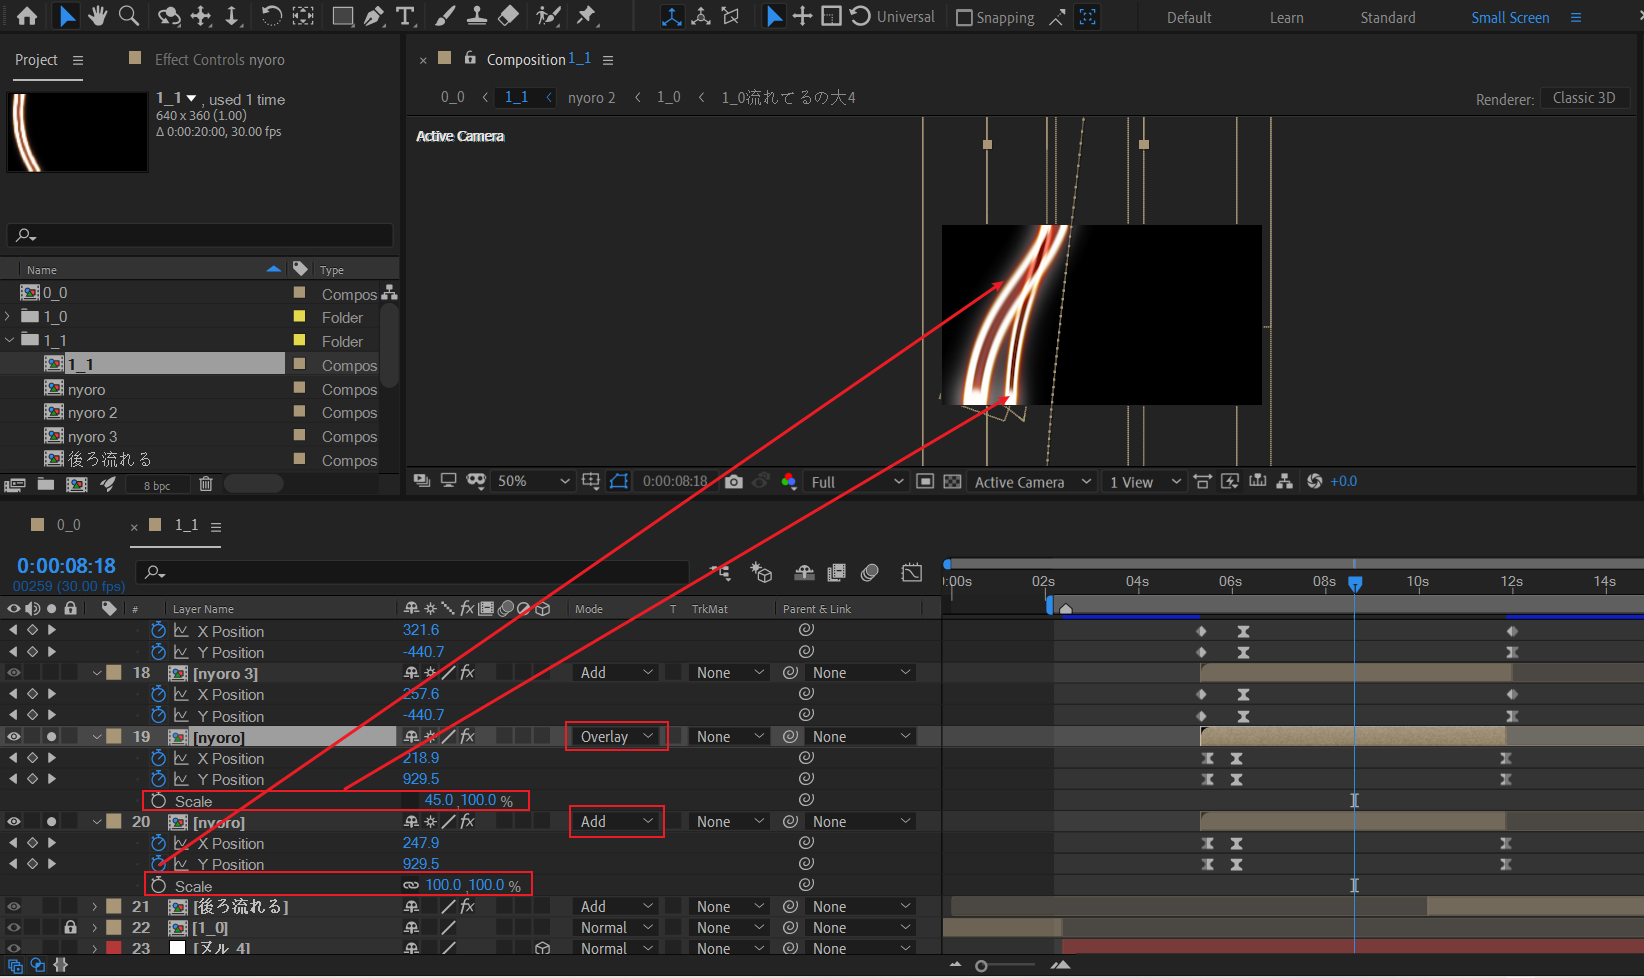 Universal
Snapping
Default
Learn
Standard
Small Screen
Project
Effect Controls nyoro
1_1 , used 1 time
640 x 360 (1.00)
Δ 0:00:20:00, 30.00 fps
Name
Type
0_0
Compos
1_0
Folder
1_1
Folder
1_1
Compos
nyoro
Compos
nyoro 2
Compos
nyoro 3
Compos
後ろ流れる
Compos
8 bpc
Composition 1_1
0_0
1_1
nyoro 2
1_0
1_0流れてるの大4
Renderer:
Classic 3D
Active Camera
50%
0:00:08:18
Full
Active Camera
1 View
+0.0
0_0
1_1
0:00:08:18
00259 (30.00 fps)
:00s
02s
04s
06s
08s
10s
12s
14s
#
Layer Name
fx
Mode
T
TrkMat
Parent & Link
X Position
321.6
Y Position
-440.7
18
[nyoro 3]
fx
Add
None
None
X Position
257.6
Y Position
-440.7
19
[nyoro]
fx
Overlay
None
None
X Position
218.9
Y Position
929.5
Scale
45.0 ,100.0 %
20
[nyoro]
fx
Add
None
None
X Position
247.9
Y Position
929.5
Scale
100.0 ,100.0 %
21
[後ろ流れる]
fx
Add
None
None
22
[1_0]
Normal
None
None
23
[ヌル 4]
Normal
None
None